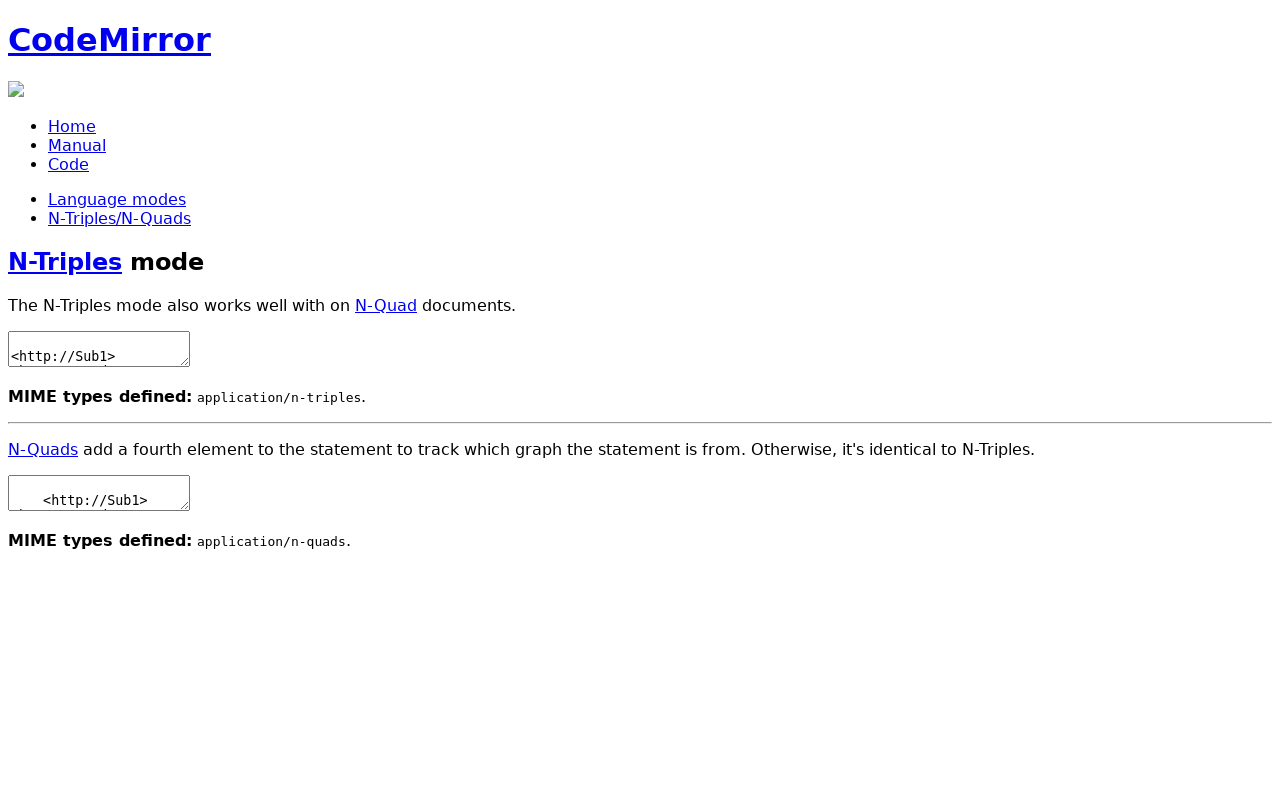 CodeMirror
Home
Manual
Code
Language modes
N-Triples/N-Quads
N-Triples mode
The N-Triples mode also works well with on N-Quad documents.
<http://Sub1>
MIME types defined: application/n-triples.
N-Quads add a fourth element to the statement to track which graph the statement is from. Otherwise, it's identical to N-Triples.
<http://Sub1>
MIME types defined: application/n-quads.